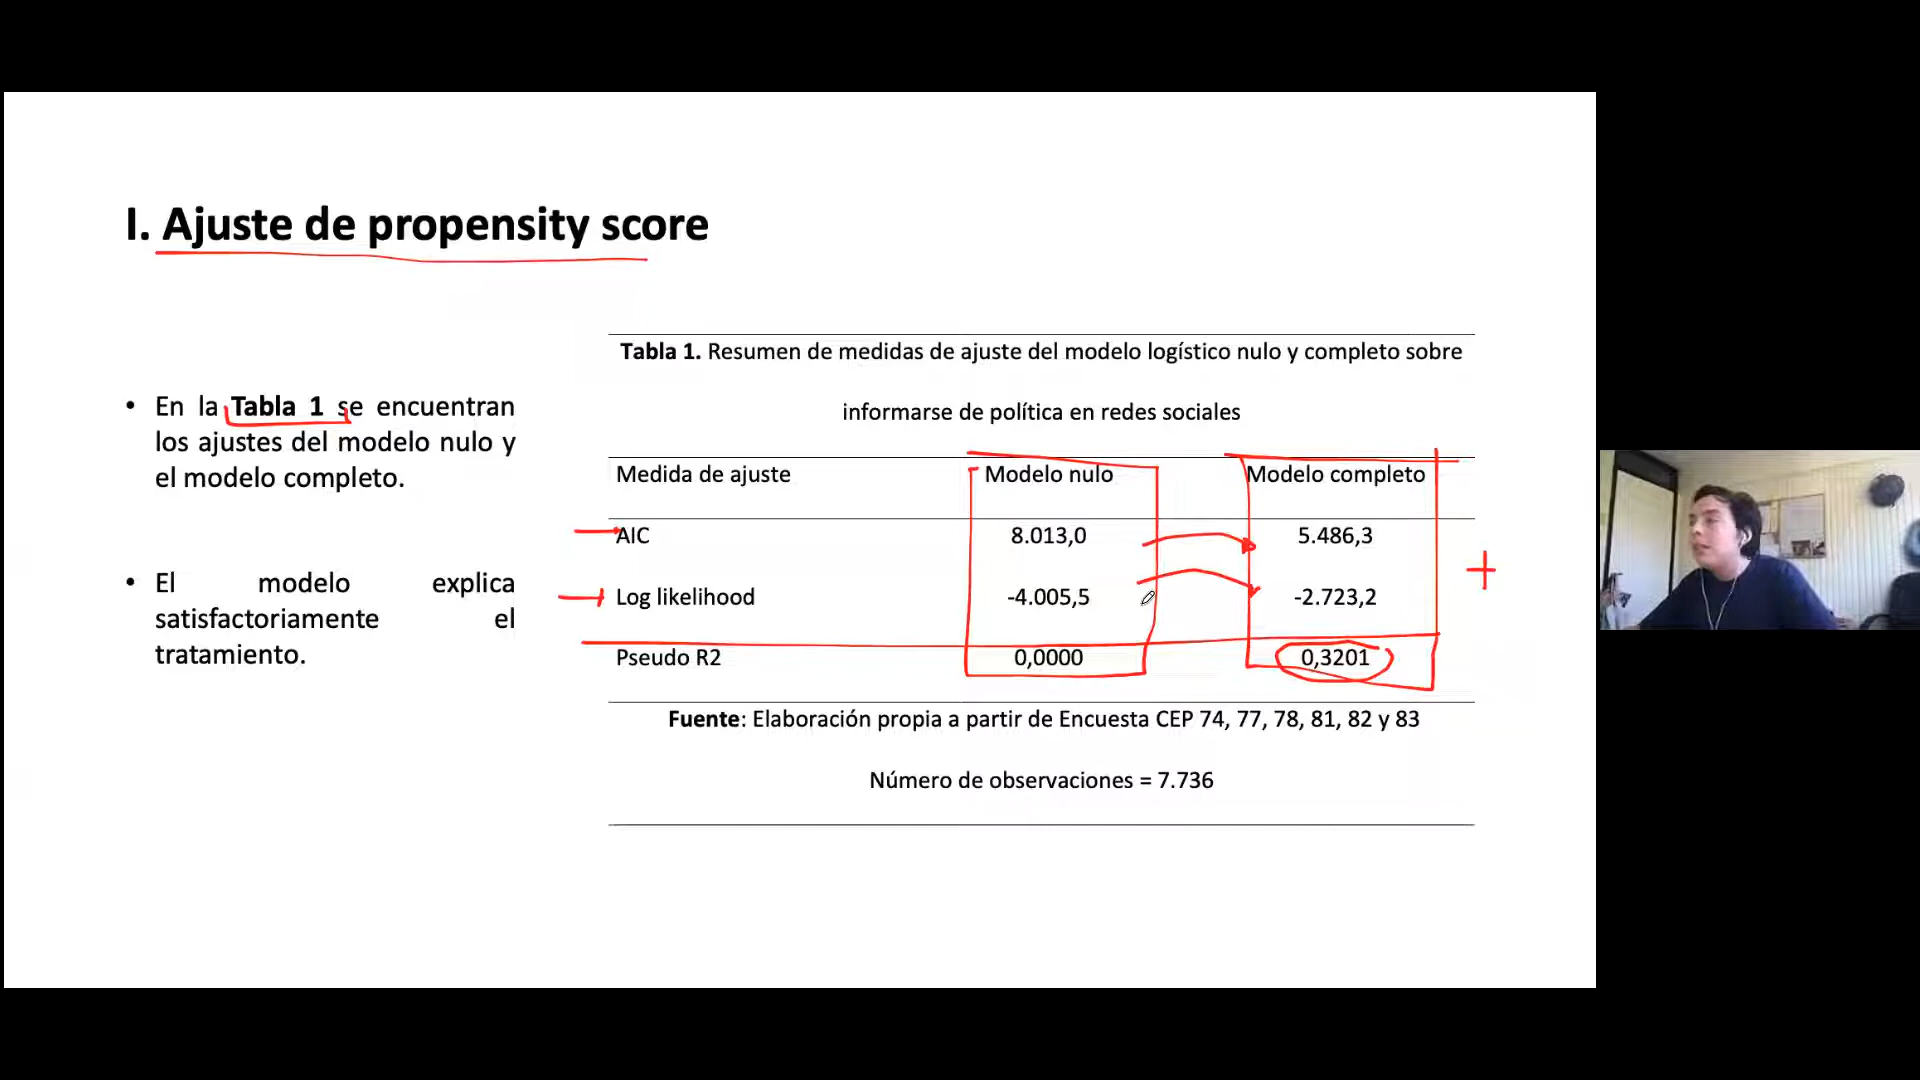 I. Ajuste de propensity score
• En la Tabla 1 se encuentran
los ajustes del modelo nulo y
el modelo completo.
• El modelo explica
satisfactoriamente el
tratamiento.
Tabla 1. Resumen de medidas de ajuste del modelo logístico nulo y completo sobre
informarse de política en redes sociales
Medida de ajuste Modelo nulo Modelo completo
AIC 8.013,0 5.486,3
+
Log likelihood -4.005,5 -2.723,2
Pseudo R2 0,0000 0,3201
Fuente: Elaboración propia a partir de Encuesta CEP 74, 77, 78, 81, 82 y 83
Número de observaciones = 7.736